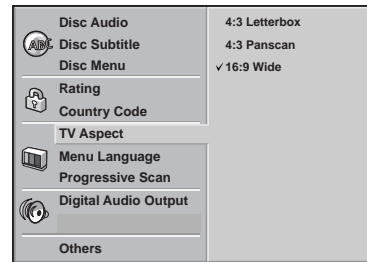 Disc Audio
ABC Disc Subtitle
Disc Menu
Rating
Country Code
TV Aspect
Menu Language
Progressive Scan
Digital Audio Output
Others
4:3 Letterbox
4:3 Panscan
✓ 16:9 Wide